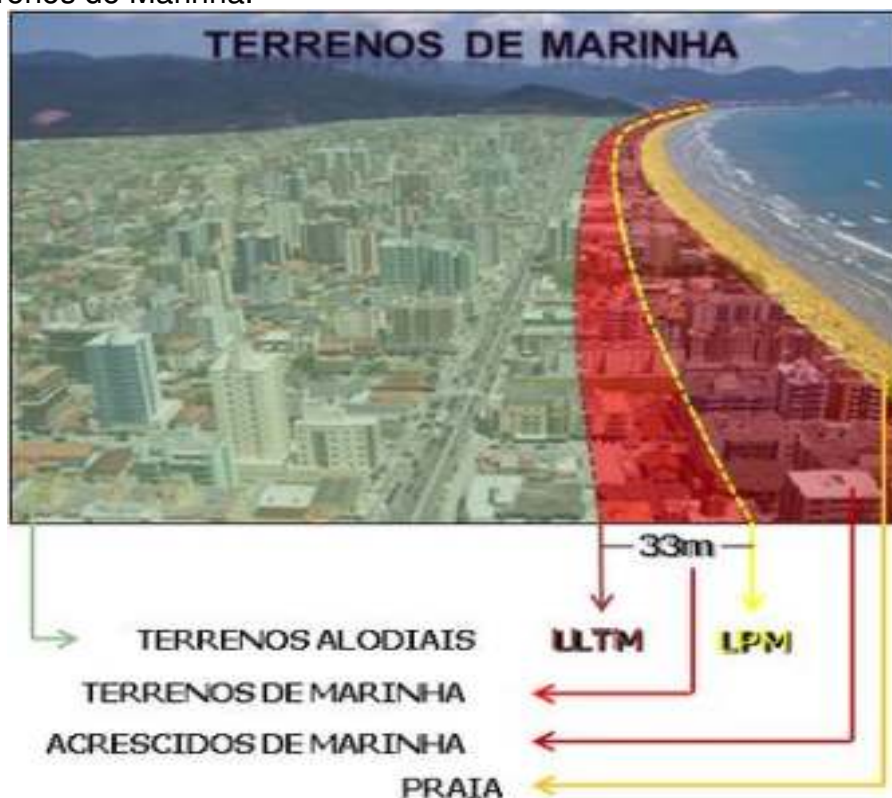 TERRENOS DE MARINHA
33m
TERRENOS ALODIAIS LLTM LPM
TERRENOS DE MARINHA
ACRESCIDOS DE MARINHA
PRAIA